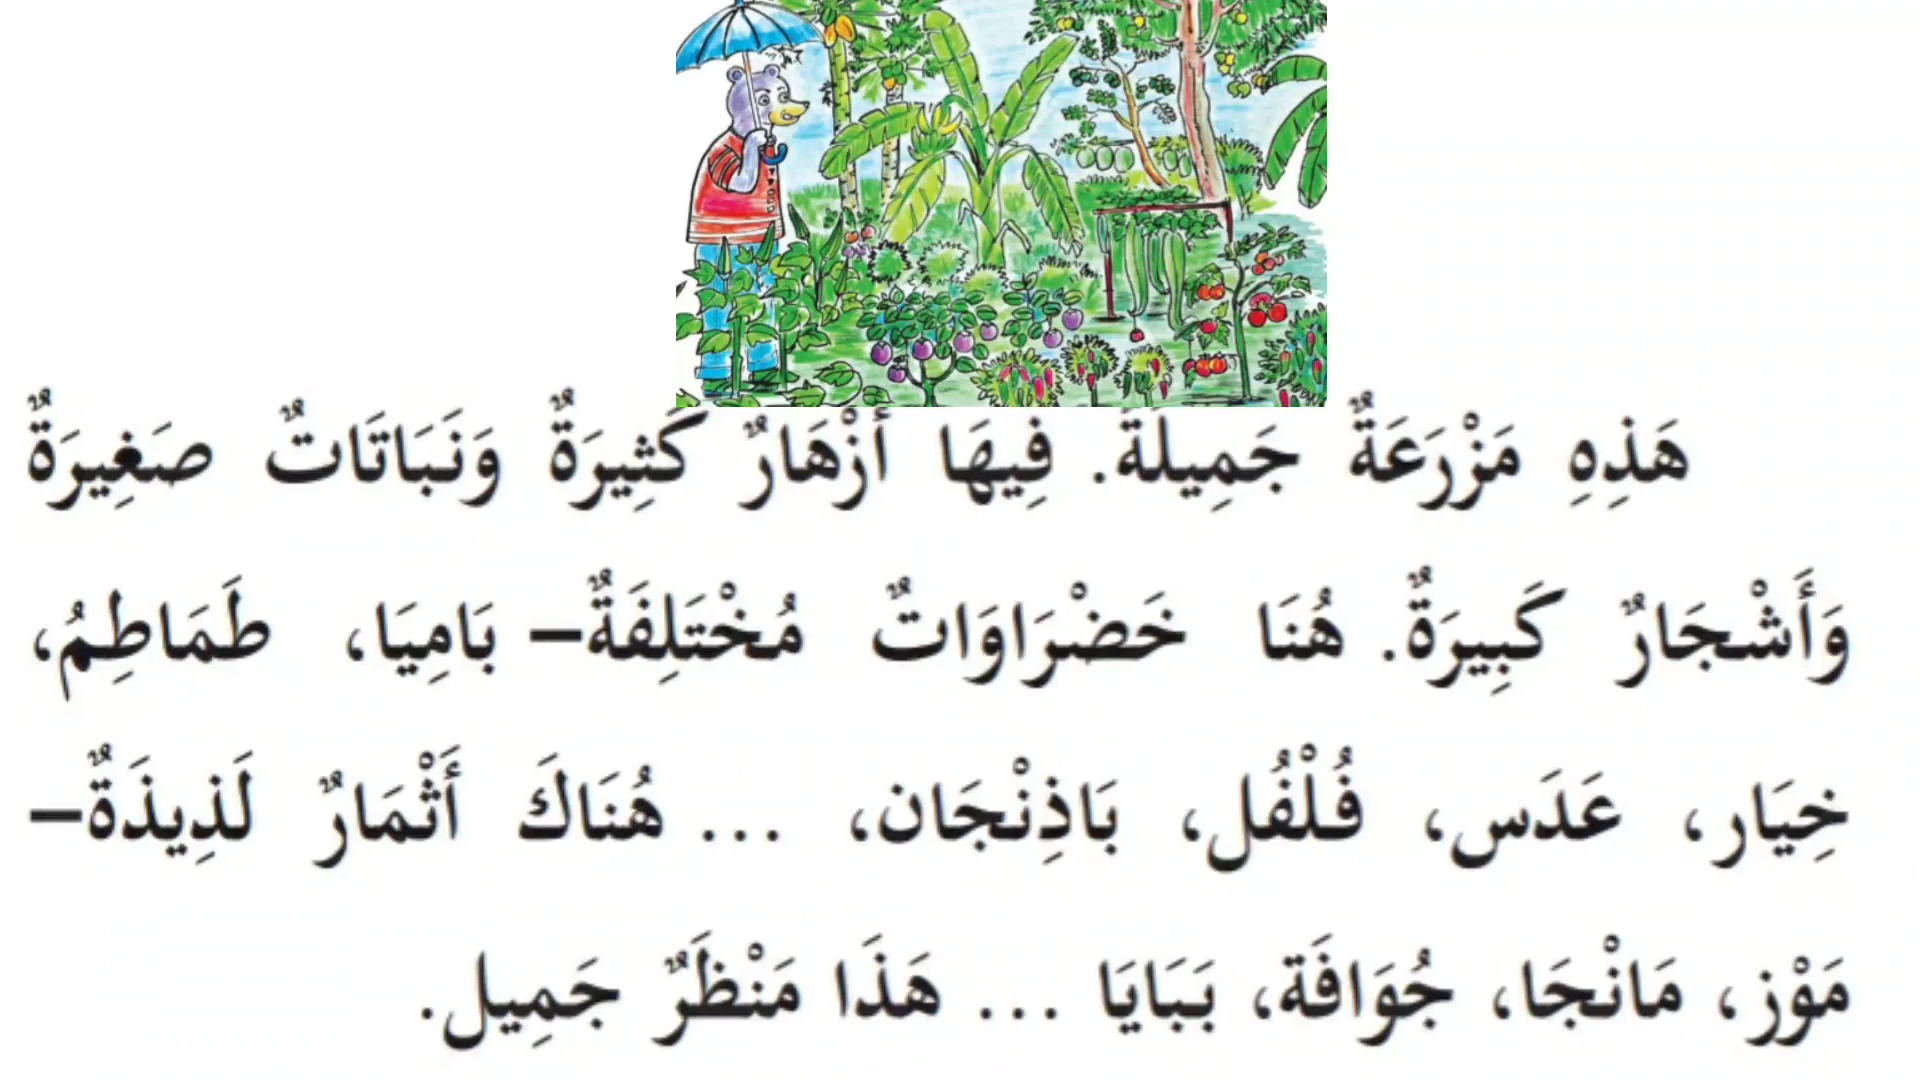 هَذِهِ مَزْرَعَةٌ جَمِيلَةٌ. فِيهَا أَزْهَارٌ كَثِيرَةٌ وَنَبَاتَاتٌ صَغِيرَةٌ
وَأَشْجَارٌ كَبِيرَةٌ. هُنَا خَضْرَاوَاتٌ مُخْتَلِفَةٌ– بَامِيَا، طَمَاطِمُ،
خِيَار، عَدَس، فُلْفُل، بَاذِنْجَان، ... هُنَاكَ أَثْمَارٌ لَذِيذَةٌ–
مَوْز، مَانْجَا، جُوَافَة، بَبَايَا ... هَذَا مَنْظَرٌ جَمِيل.